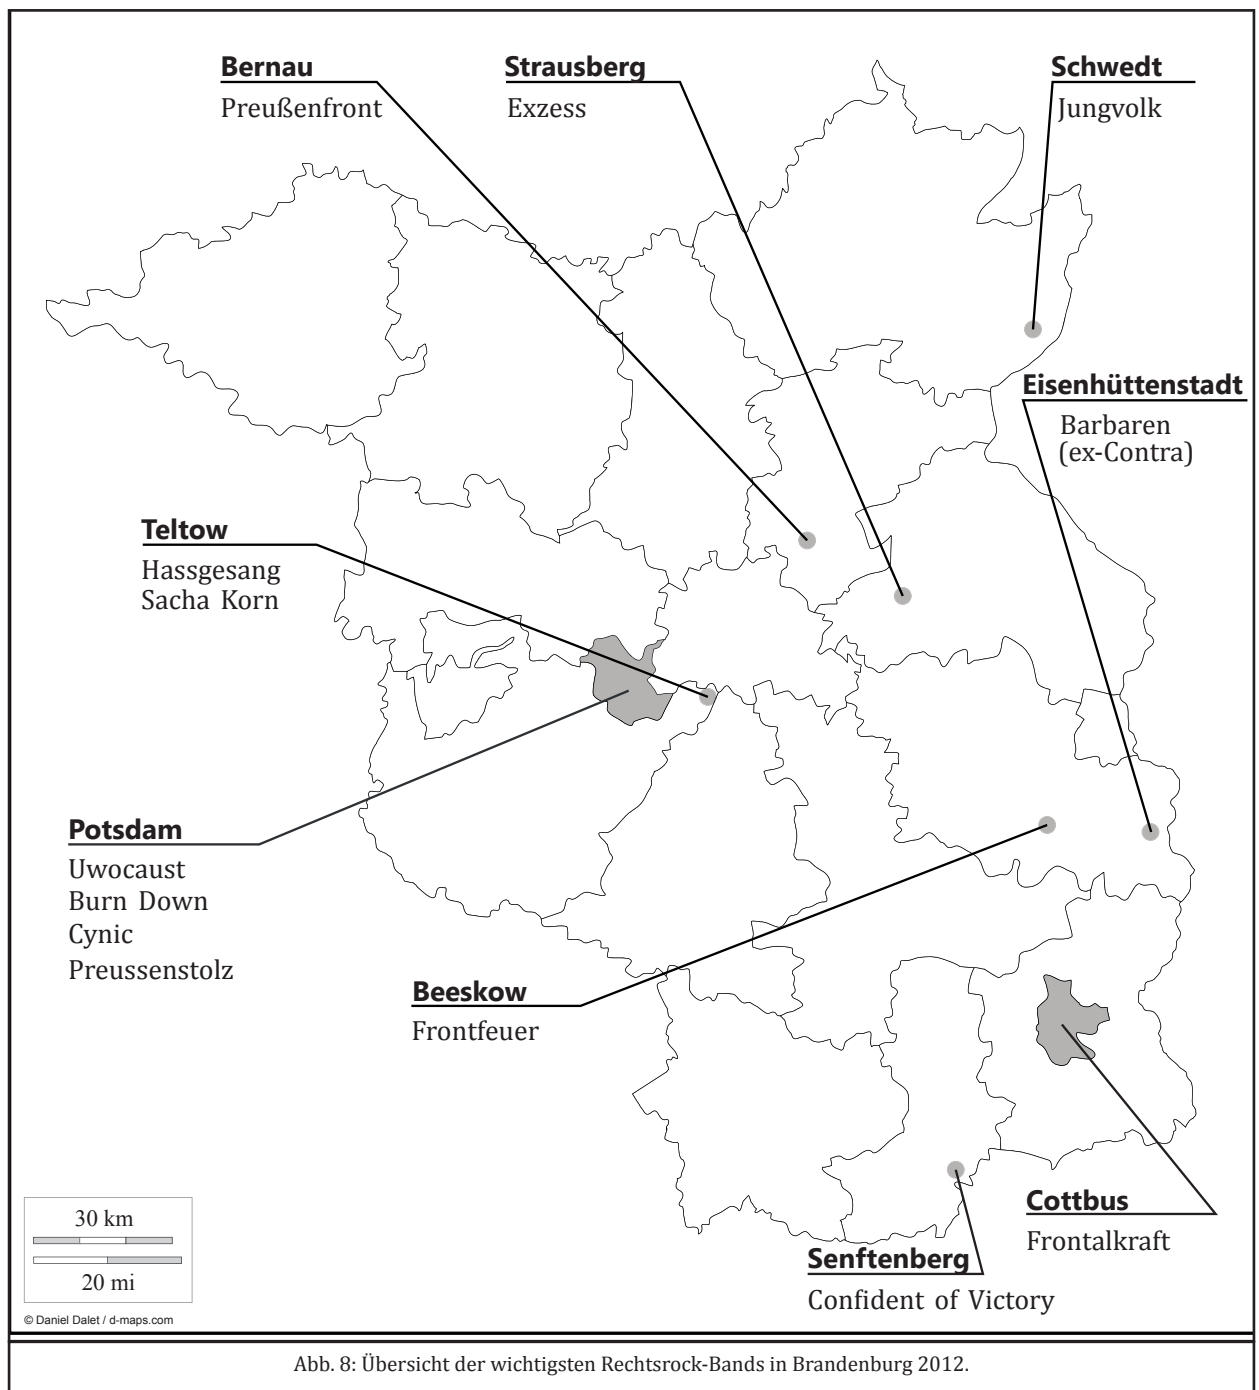 Bernau
Preußenfront
Strausberg
Exzess
Schwedt
Jungvolk
Eisenhüttenstadt
Barbaren
(ex-Contra)
Teltow
Hassgesang
Sacha Korn
Potsdam
Uwocaust
Burn Down
Cynic
Preussenstolz
Beeskow
Frontfeuer
Cottbus
Frontalkraft
Senftenberg
Confident of Victory
30 km
20 mi
© Daniel Dalet / d-maps.com
Abb. 8: Übersicht der wichtigsten Rechtsrock-Bands in Brandenburg 2012.